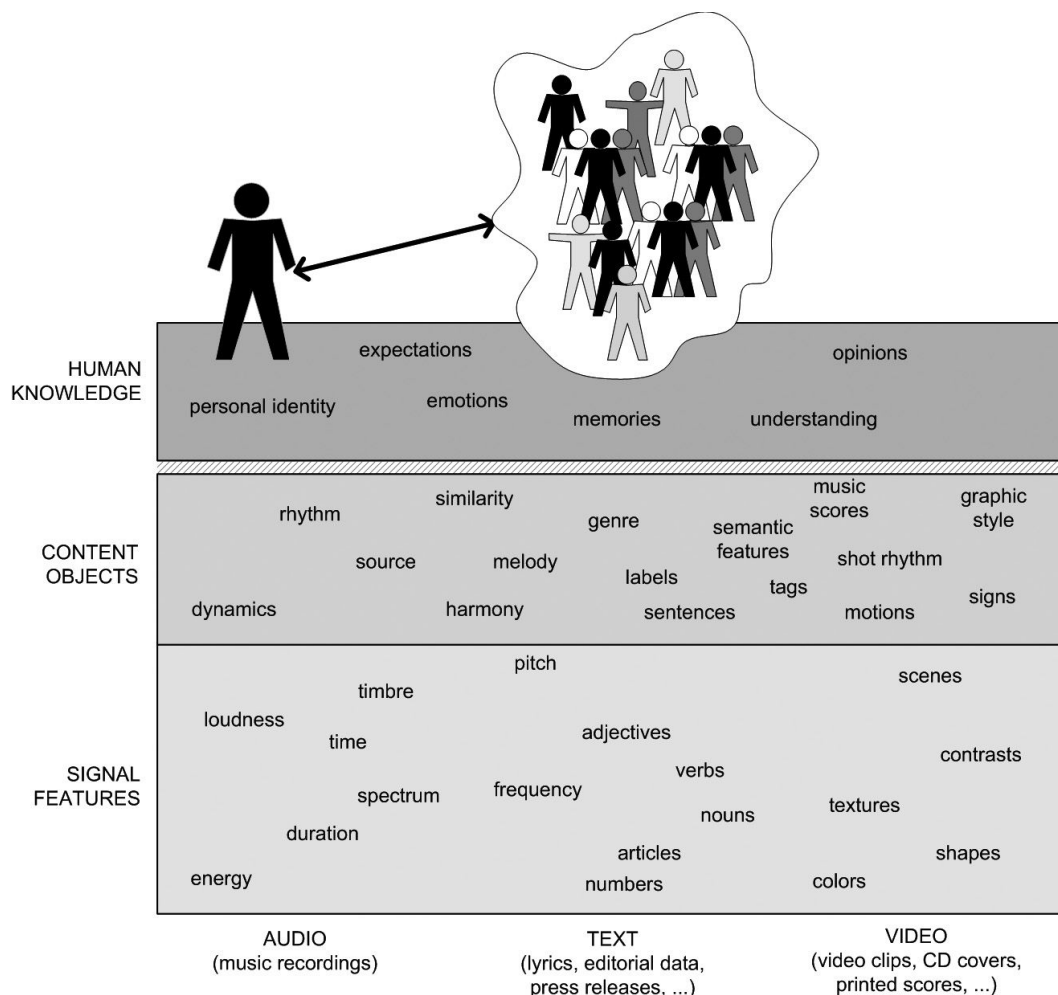 HUMAN
KNOWLEDGE
expectations
opinions
personal identity
emotions
memories
understanding
CONTENT
OBJECTS
rhythm
similarity
genre
semantic
features
music
scores
graphic
style
source
melody
labels
tags
shot rhythm
dynamics
harmony
sentences
motions
signs
SIGNAL
FEATURES
pitch
timbre
scenes
loudness
time
adjectives
contrasts
verbs
spectrum
frequency
nouns
textures
duration
articles
shapes
energy
numbers
colors
AUDIO
(music recordings)
TEXT
(lyrics, editorial data,
press releases, ...)
VIDEO
(video clips, CD covers,
printed scores, ...)